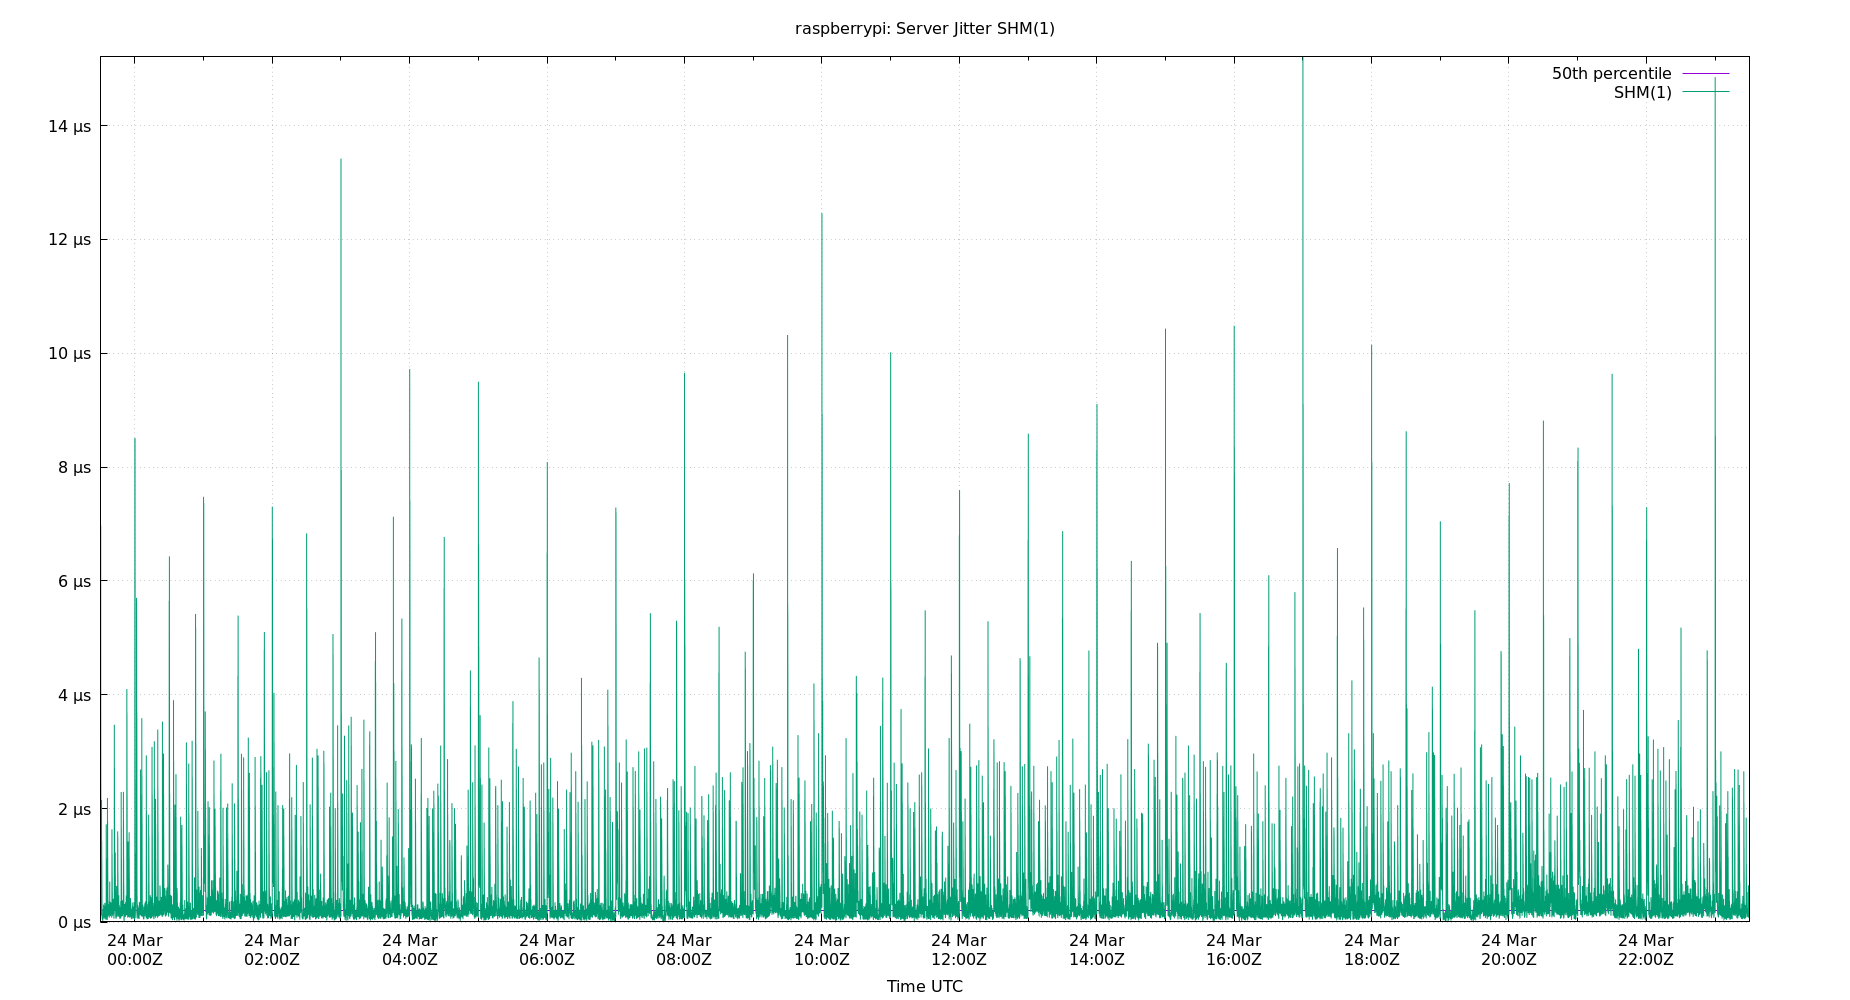 raspberrypi: Server Jitter SHM(1)
50th percentile
SHM(1)
14 µs
12 µs
10 µs
8 µs
6 µs
4 µs
2 µs
0 µs
24 Mar 24 Mar 24 Mar 24 Mar 24 Mar 24 Mar 24 Mar 24 Mar 24 Mar 24 Mar 24 Mar 24 Mar
00:00Z 02:00Z 04:00Z 06:00Z 08:00Z 10:00Z 12:00Z 14:00Z 16:00Z 18:00Z 20:00Z 22:00Z
Time UTC